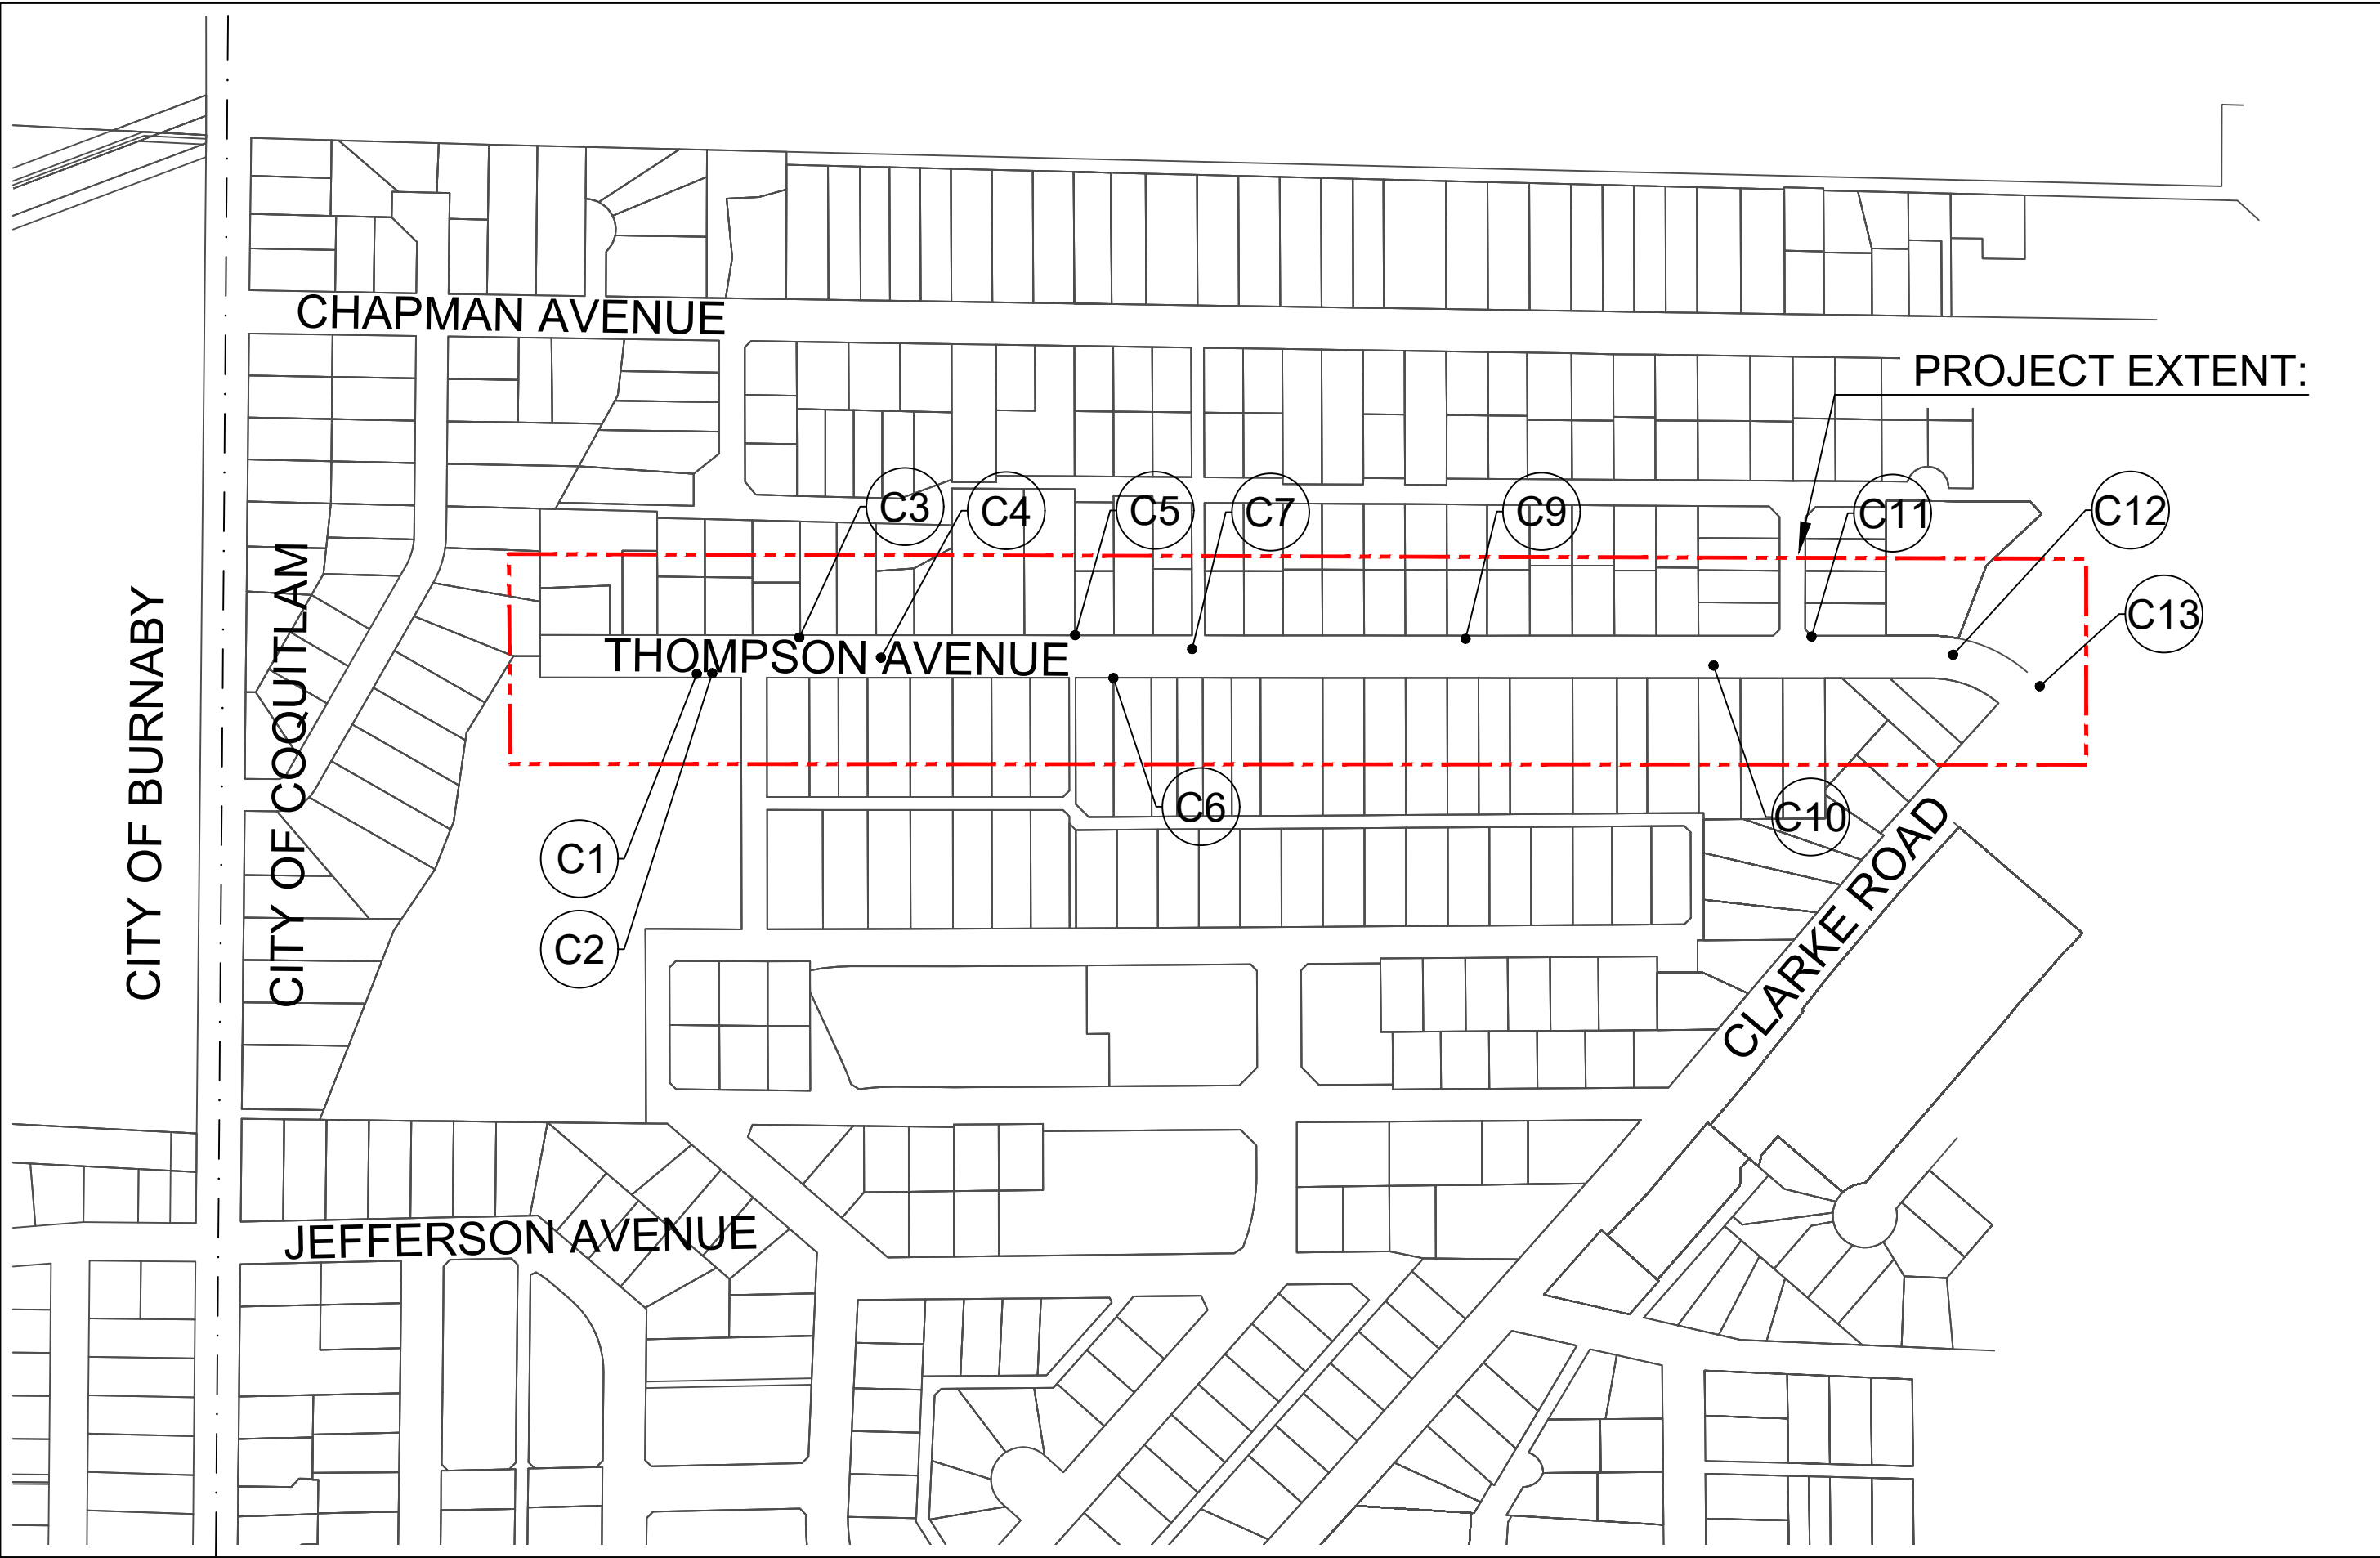 CHAPMAN AVENUE
PROJECT EXTENT:
C3
C4
C5
C7
C9
C11
C12
C13
THOMPSON AVENUE
CITY OF BURNABY
CITY OF COQUITLAM
C6
C10
C1
C2
CLARKE ROAD
JEFFERSON AVENUE